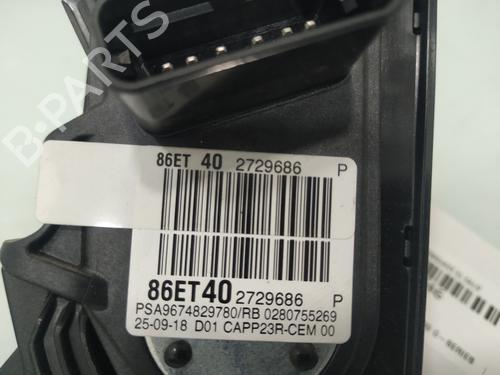 B-PARTS
86ET 40 2729686 P
86ET40 2729686 P
PSA9674829780/RB 0280755269
25-09-18 D01 CAPP23R-CEM 00